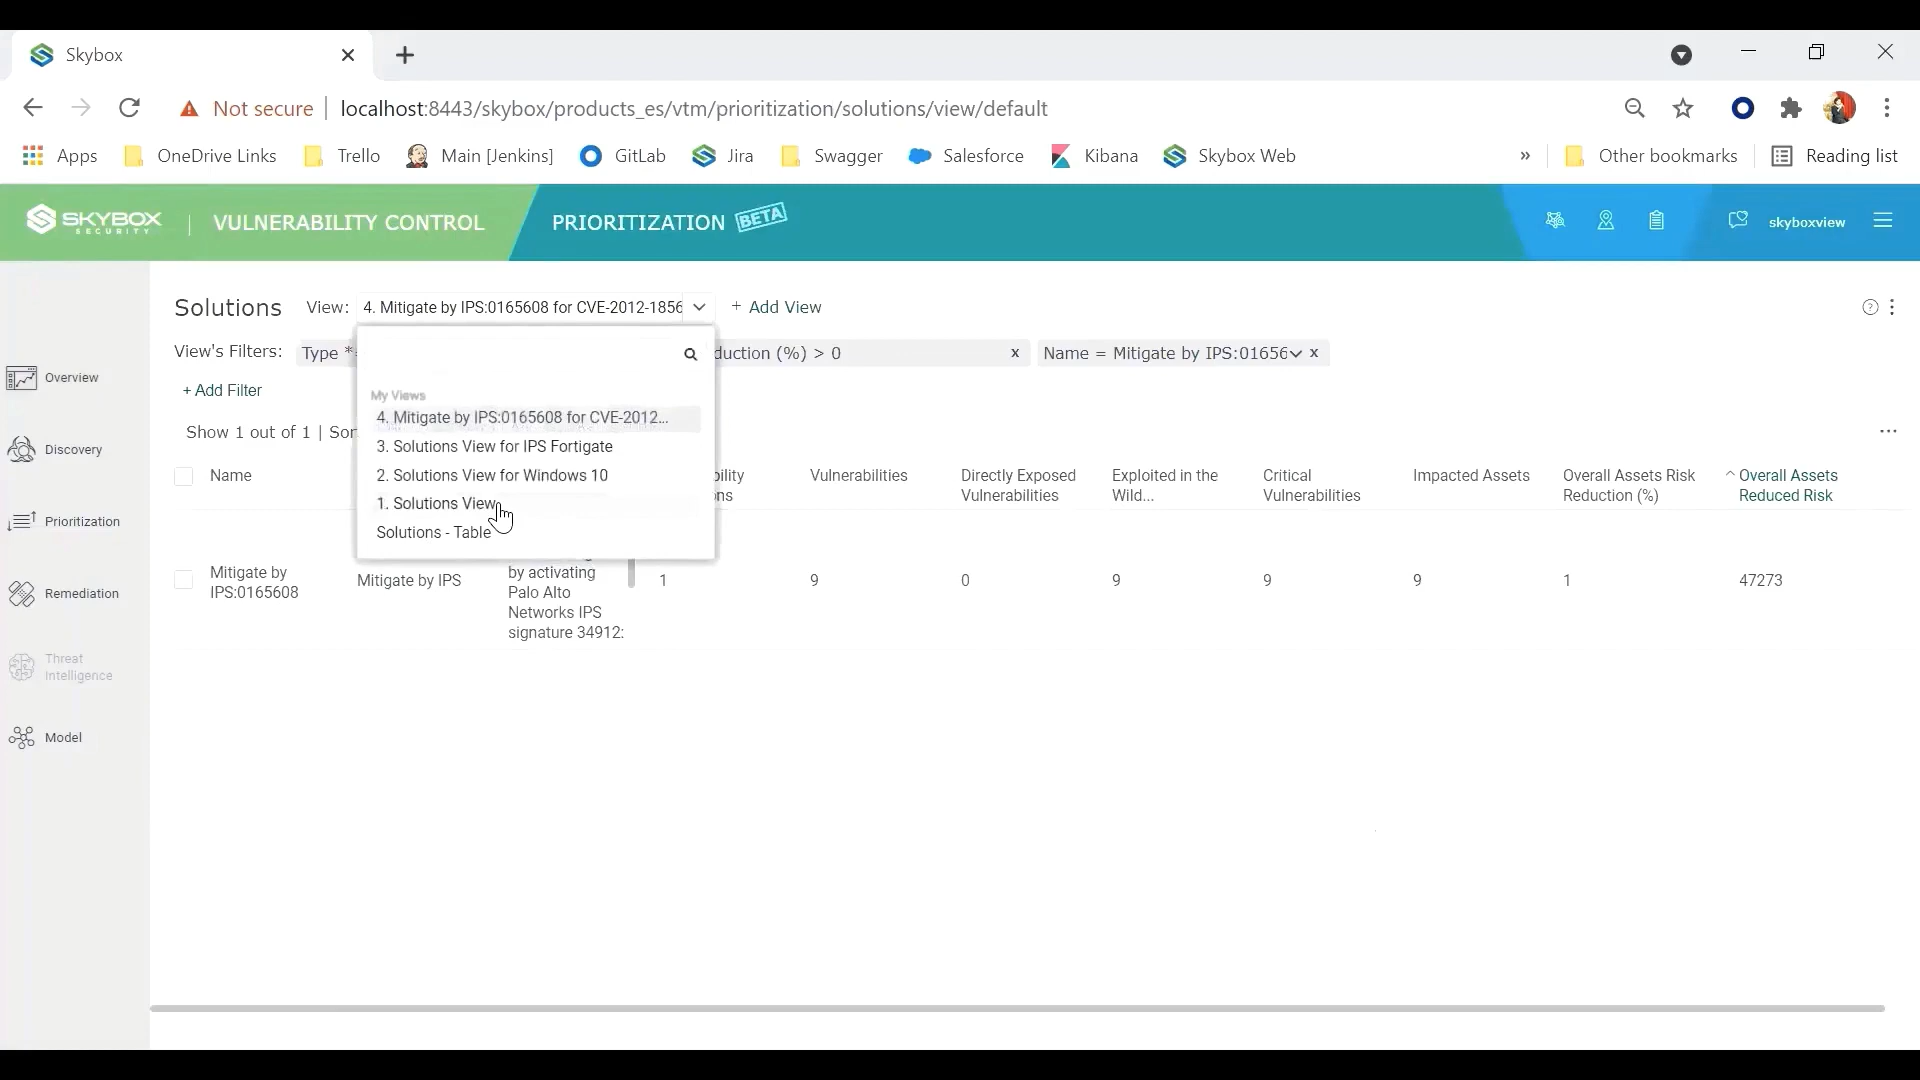 Skybox
Not secure
localhost:8443/skybox/products_es/vtm/prioritization/solutions/view/default
Apps OneDrive Links Trello Main [Jenkins] GitLab Jira Swagger Salesforce Kibana Skybox Web » Other bookmarks Reading list
SKYBOX
SECURITY
VULNERABILITY CONTROL
PRIORITIZATION BETA
skyboxview
Solutions View: 4. Mitigate by IPS:0165608 for CVE-2012-1856 + Add View
View's Filters: Type duction (%) > 0 x Name = Mitigate by IPS:01656 x
+ Add Filter
My Views
4. Mitigate by IPS:0165608 for CVE-2012...
3. Solutions View for IPS Fortigate
2. Solutions View for Windows 10
1. Solutions View
Solutions - Table
Show 1 out of 1 | Sor
Name
bility
ns
Vulnerabilities
Directly Exposed
Vulnerabilities
Exploited in the
Wild...
Critical
Vulnerabilities
Impacted Assets
Overall Assets Risk
Reduction (%)
Overall Assets
Reduced Risk
Mitigate by
IPS:0165608
Mitigate by IPS
by activating
Palo Alto
Networks IPS
signature 34912:
1
9
0
9
9
9
1
47273
Overview
Discovery
Prioritization
Remediation
Threat
Intelligence
Model